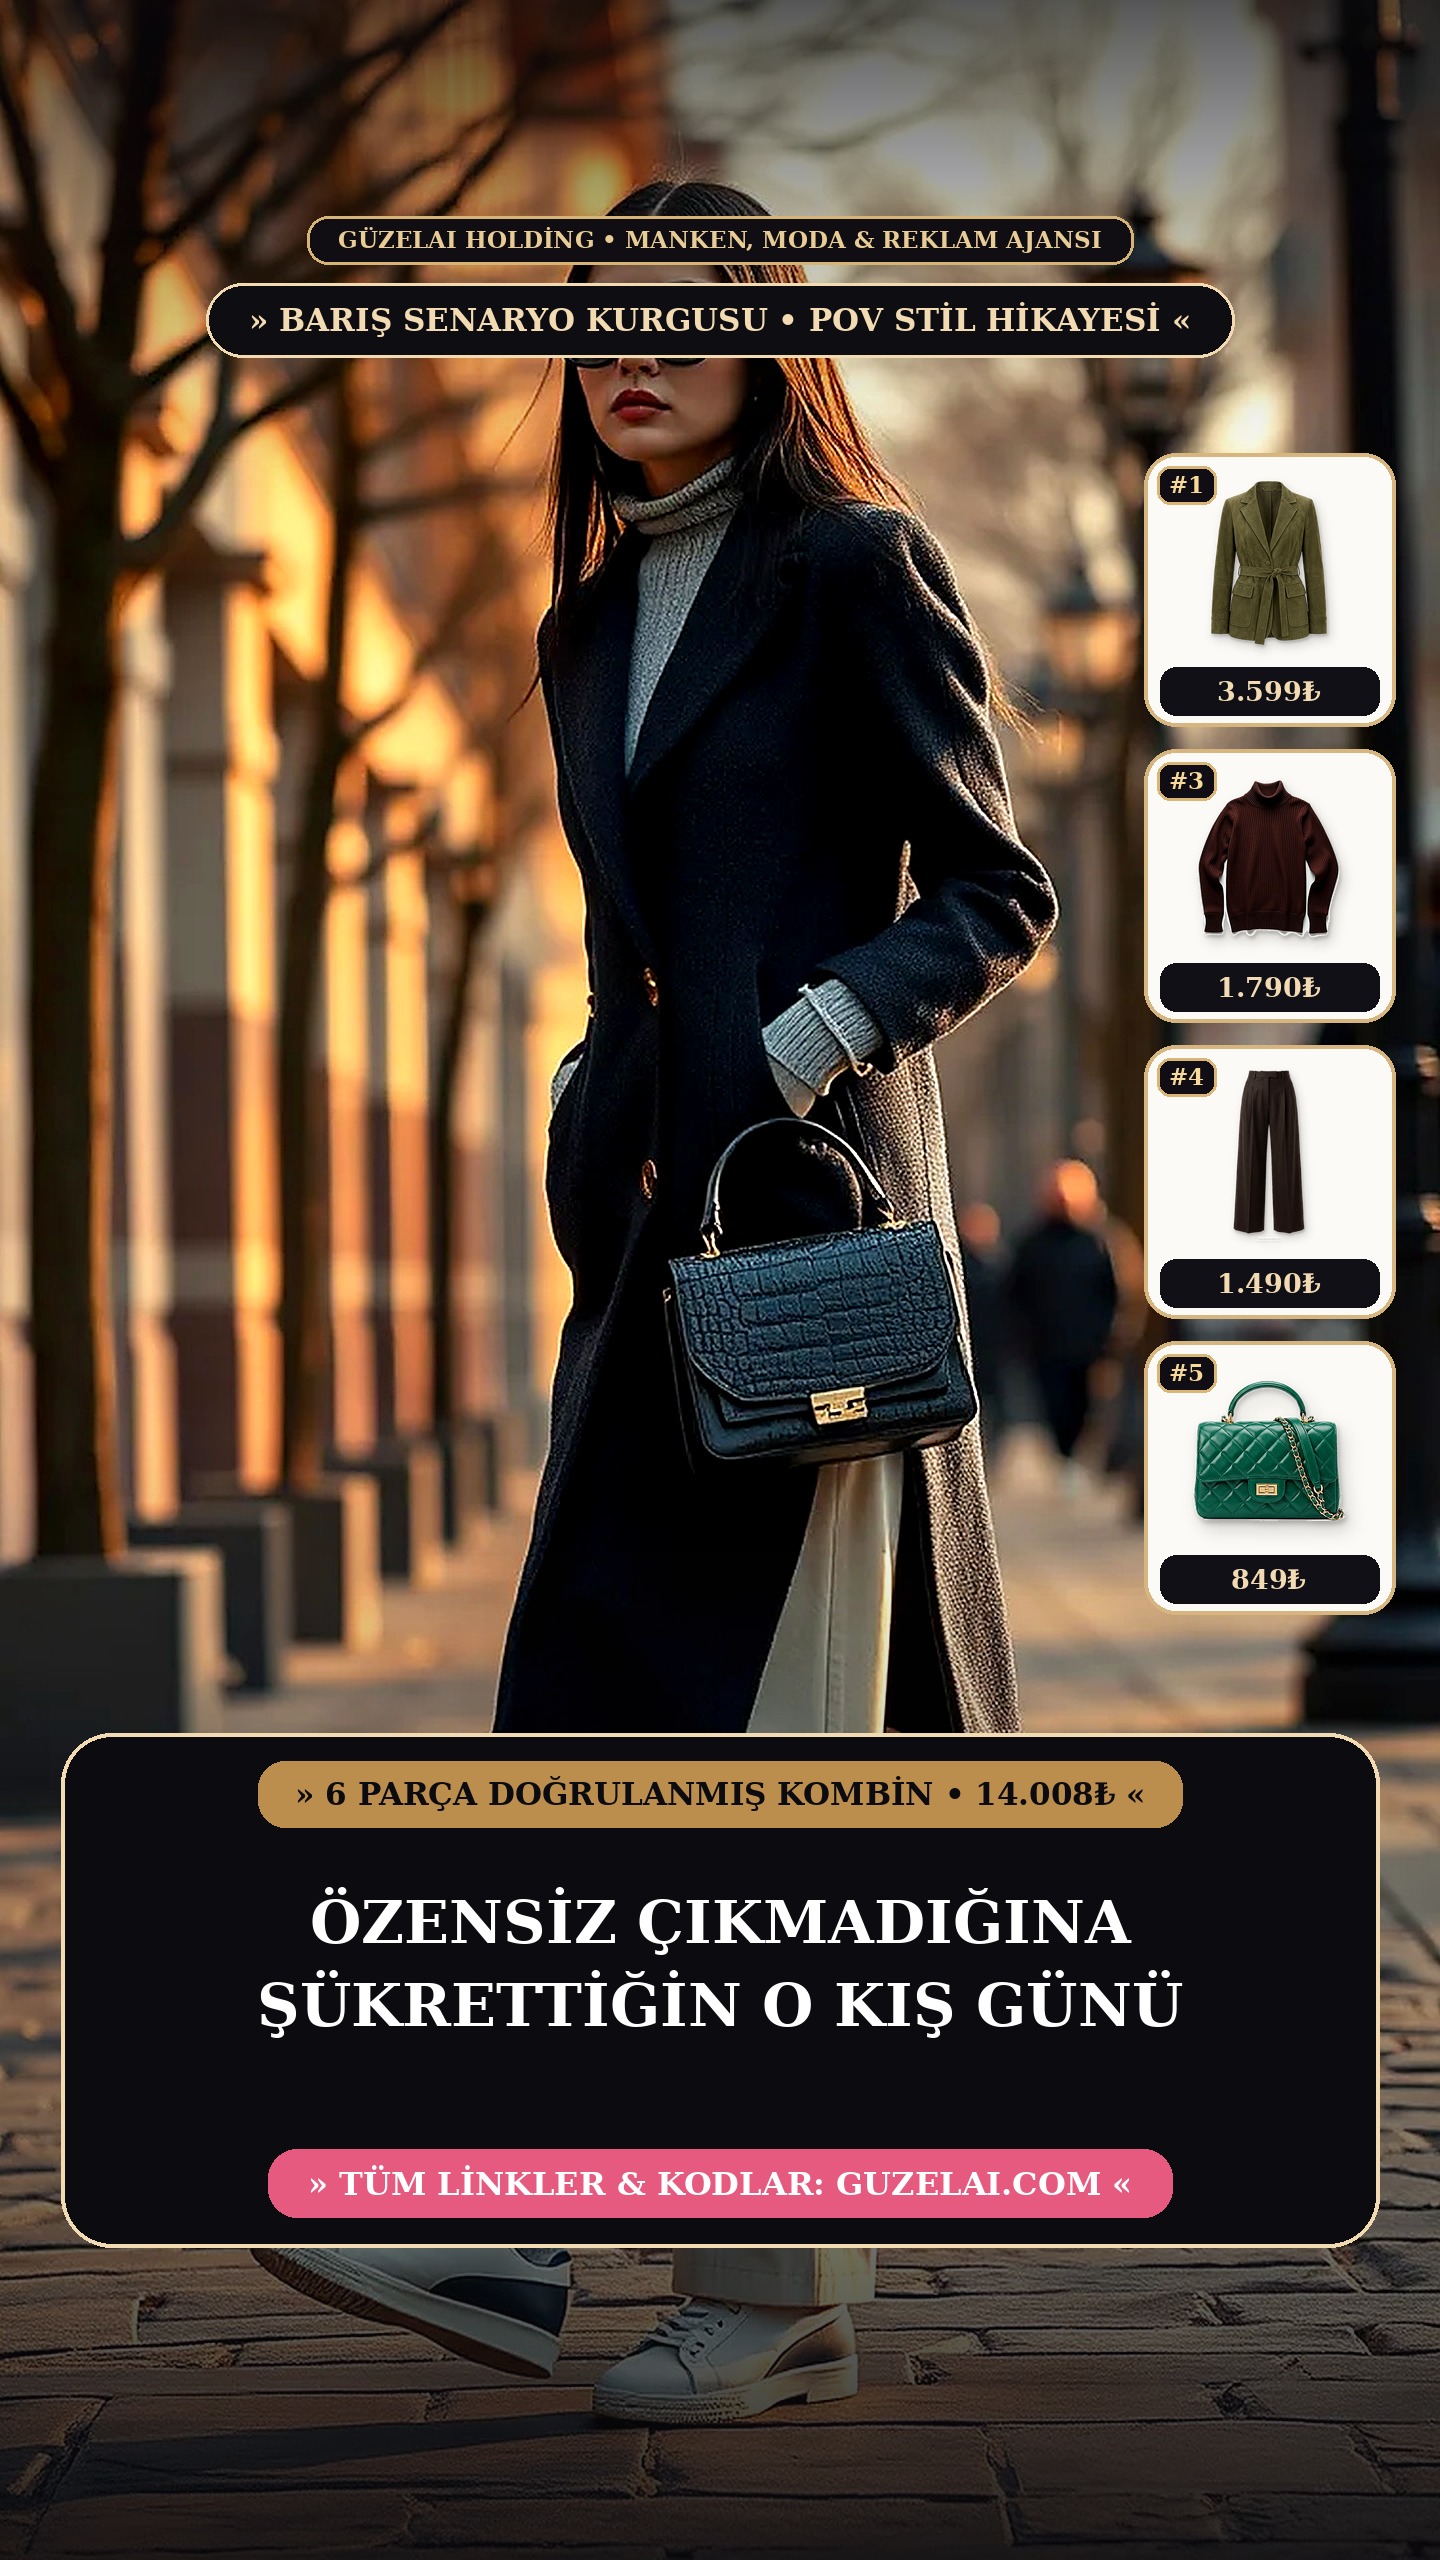 GÜZELAI HOLDİNG • MANKEN, MODA & REKLAM AJANSI
» BARIŞ SENARYO KURGUSU • POV STİL HİKAYESİ «
#1
3.599₺
#3
1.790₺
#4
1.490₺
#5
849₺
» 6 PARÇA DOĞRULANMIŞ KOMBİN • 14.008₺ «
ÖZENSİZ ÇIKMADIĞINA
ŞÜKRETTİĞİN O KIŞ GÜNÜ
» TÜM LİNKLER & KODLAR: GUZELAI.COM «